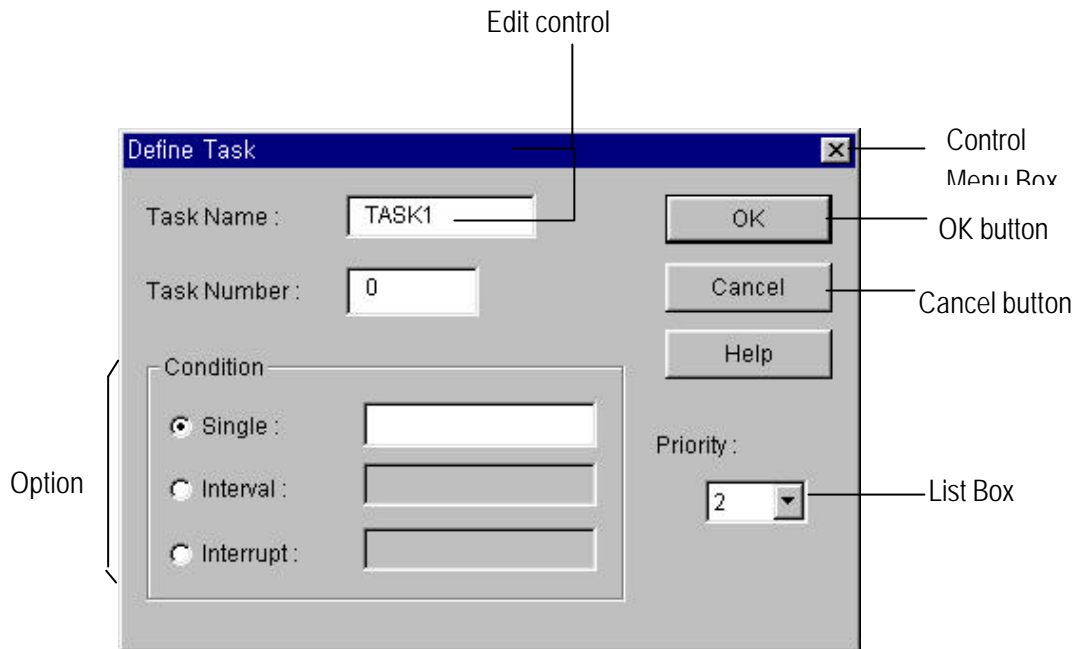 Edit control
Define Task
Control
Menu Box
Task Name :
TASK1
OK
OK button
Task Number :
0
Cancel
Cancel button
Help
Condition
Single :
Priority :
Option
Interval :
2
List Box
Interrupt :